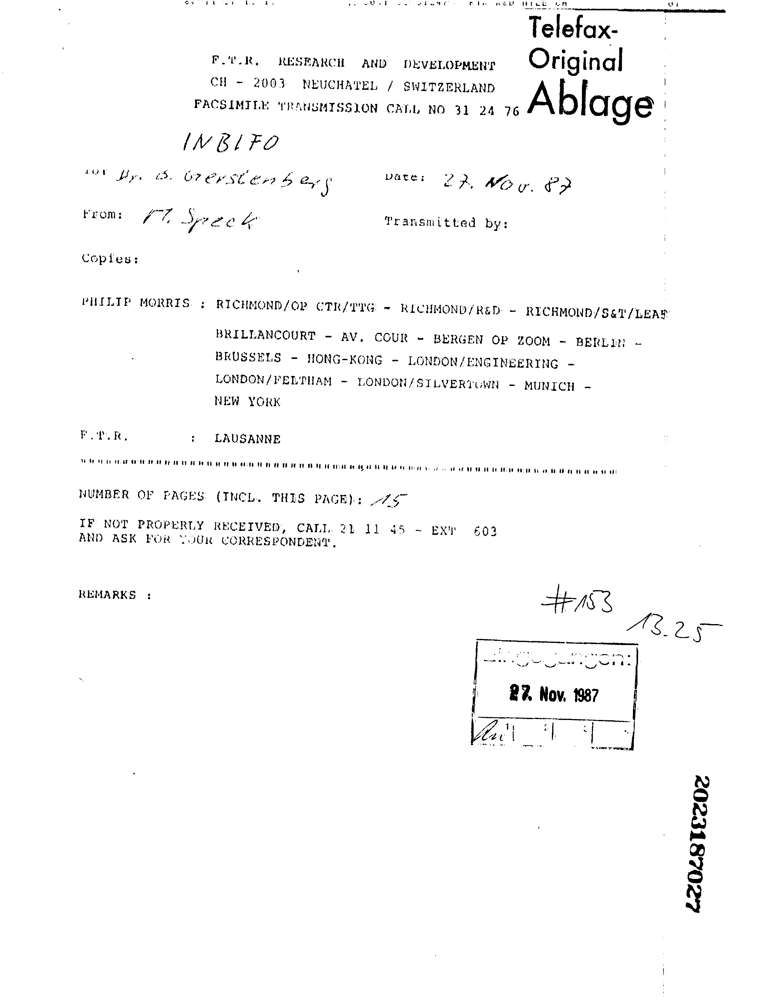 Telefax-
Original
Ablage
F.T.R. RESEARCH AND DEVELOPMENT
CH - 2003 NEUCHATEL / SWITZERLAND
FACSIMILE TRANSMISSION CALL NO 31 24 76
INBIFO
To: Dr. B. Gerstenberg
Date: 27. Nov. 87
From: M. Speck
Transmitted by:
Copies:
PHILIP MORRIS : RICHMOND/OP CTR/TTG - RICHMOND/R&D - RICHMOND/S&T/LEAF
BRILLANCOURT - AV. COUR - BERGEN OP ZOOM - BERLIN -
BRUSSELS - HONG-KONG - LONDON/ENGINEERING -
LONDON/FELTHAM - LONDON/SILVERTOWN - MUNICH -
NEW YORK
F.T.R. : LAUSANNE
NUMBER OF PAGES (INCL. THIS PAGE): 15
IF NOT PROPERLY RECEIVED, CALL 21 11 45 - EXT 603
AND ASK FOR YOUR CORRESPONDENT.
REMARKS :
#153
13.25
Eingegangen:
27. Nov. 1987
2023187027